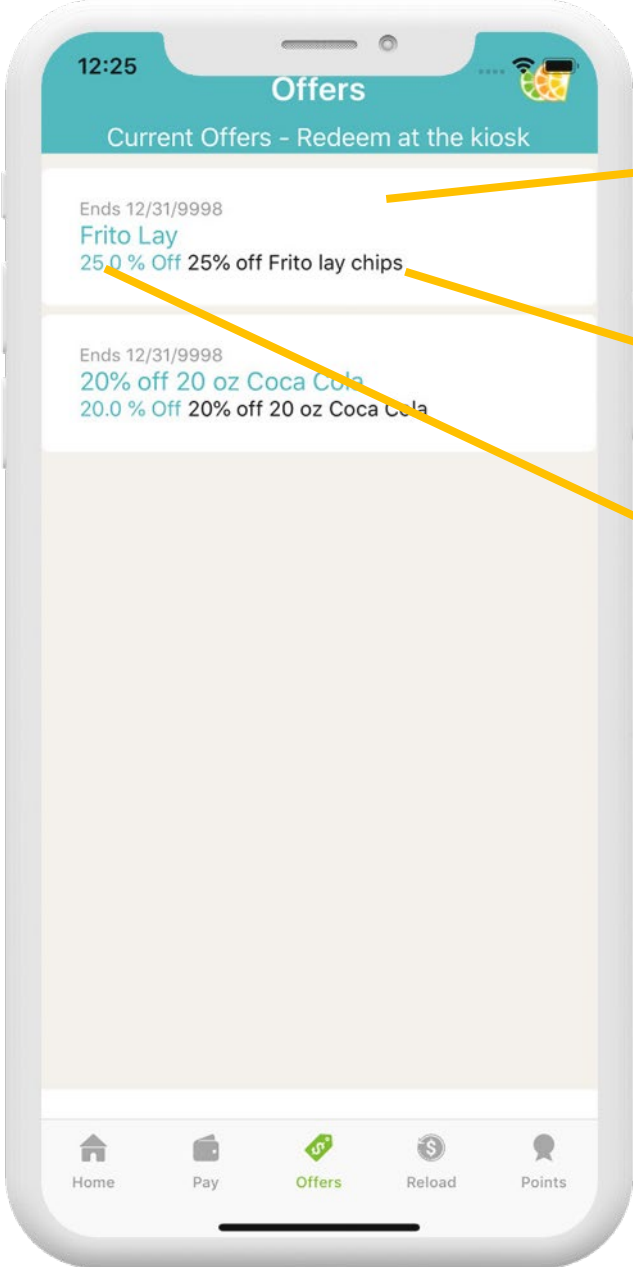 12:25
Offers
Current Offers - Redeem at the kiosk
Ends 12/31/9998
Frito Lay
25.0 % Off 25% off Frito lay chips
Ends 12/31/9998
20% off 20 oz Coca Cola
20.0 % Off 20% off 20 oz Coca Cola
Home Pay Offers Reload Points